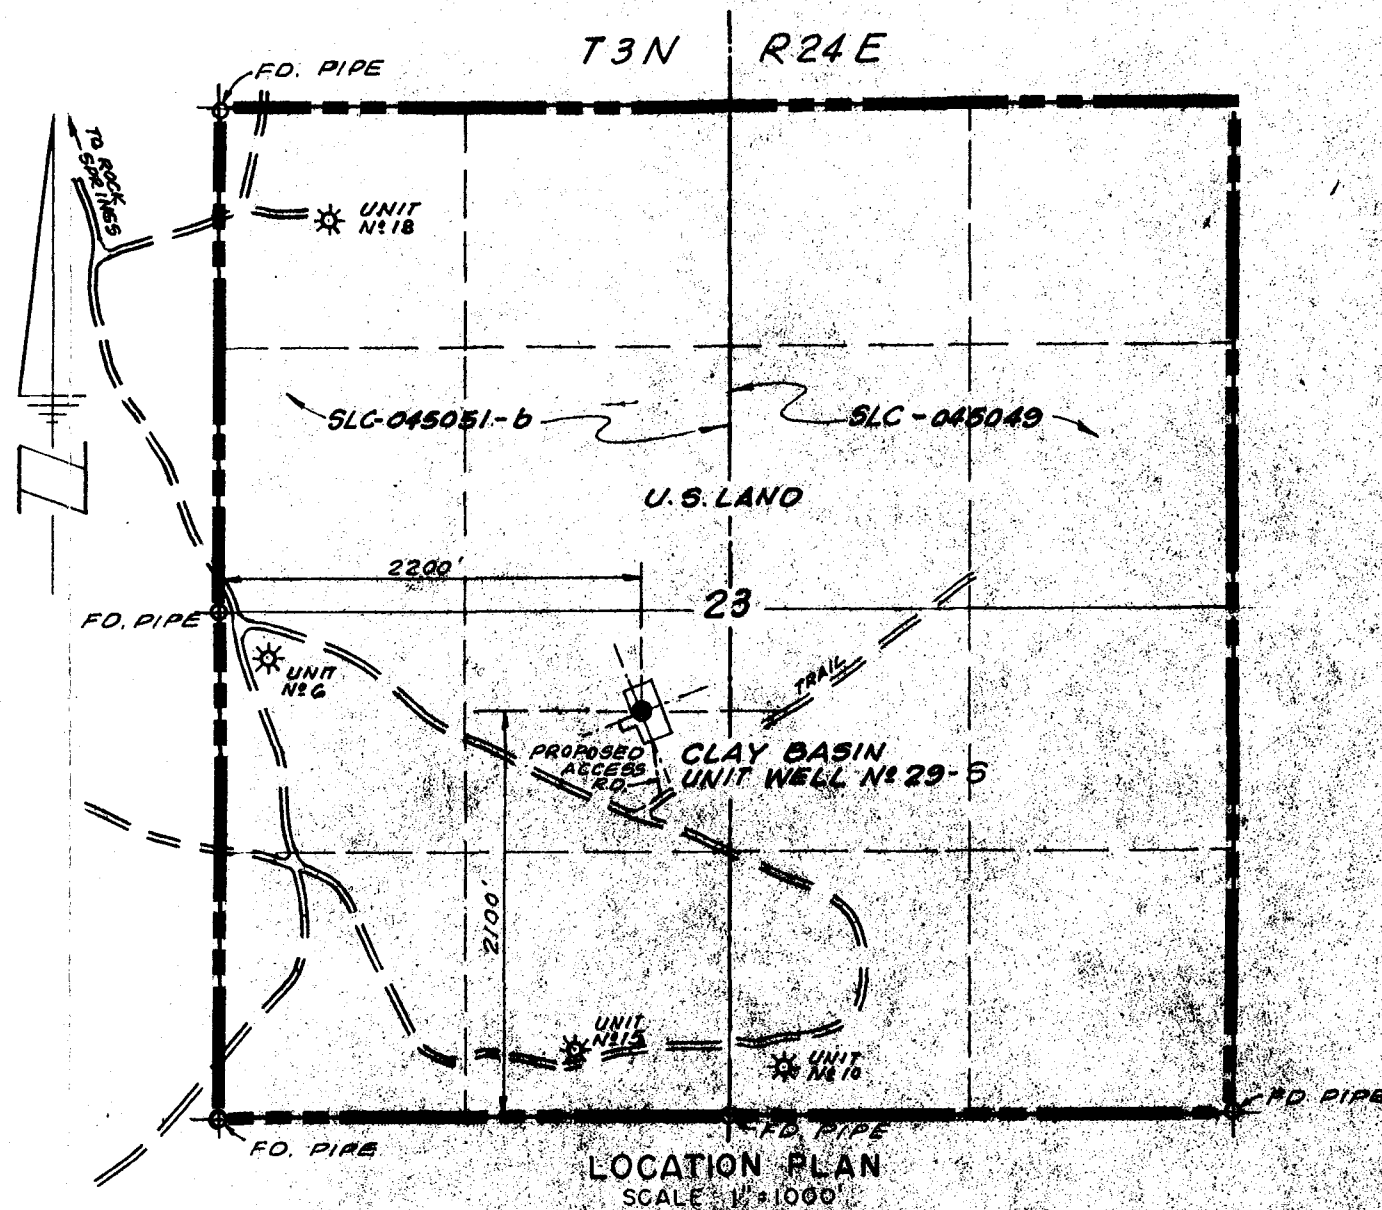 T3N R24E
FD. PIPE
TO ROCK
SPRINGS
UNIT
Nº 18
SLC-045051-b
SLC-045049
U.S. LAND
2200'
23
FD. PIPE
UNIT
Nº 6
TRAIL
PROPOSED
ACCESS
RD.
CLAY BASIN
UNIT WELL Nº 29-S
2100'
UNIT
Nº 15
UNIT
Nº 10
FD. PIPE
FD. PIPE
FD. PIPE
LOCATION PLAN
SCALE 1"=1000'
N